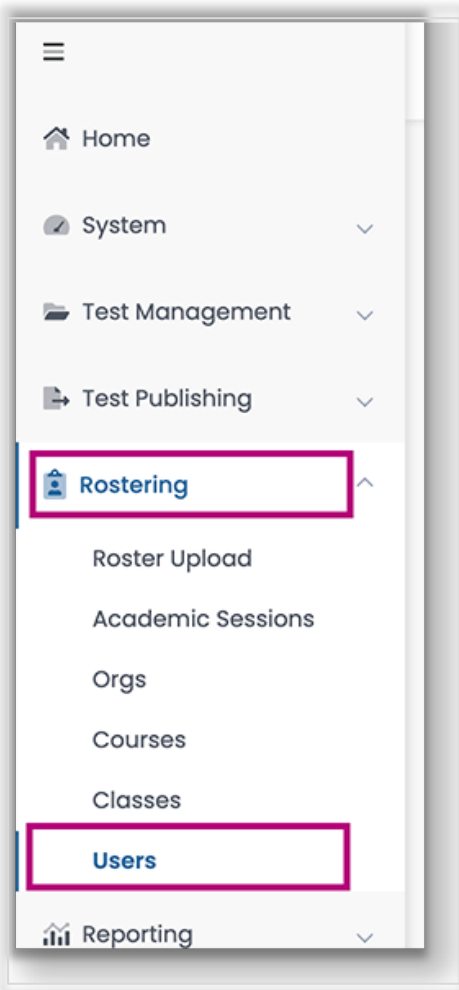 Home
System
Test Management
Test Publishing
Rostering
Roster Upload
Academic Sessions
Orgs
Courses
Classes
Users
Reporting